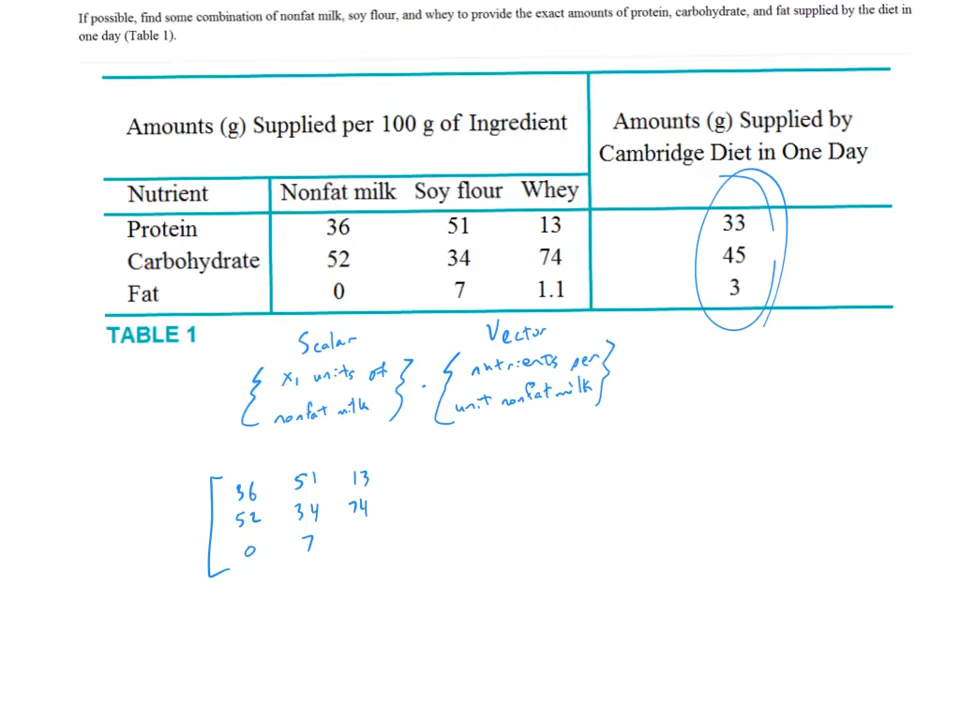 If possible, find some combination of nonfat milk, soy flour, and whey to provide the exact amounts of protein, carbohydrate, and fat supplied by the diet in
one day (Table 1).
Amounts (g) Supplied per 100 g of Ingredient
Amounts (g) Supplied by
Cambridge Diet in One Day
Nutrient Nonfat milk Soy flour Whey
Protein 36 51 13 33
Carbohydrate 52 34 74 45
Fat 0 7 1.1 3
TABLE 1
Scalar Vector
{ x₁ units of } · { nutrients per }
nonfat milk unit nonfat milk
[ 36 51 13
52 34 74
0 7